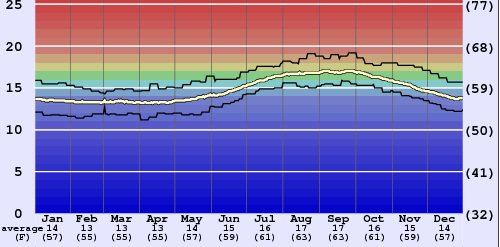 25 (77)
20 (68)
15 (59)
10 (50)
5 (41)
0 (32)
Jan Feb Mar Apr May Jun Jul Aug Sep Oct Nov Dec
average 14 13 13 13 14 15 16 17 17 16 15 14
(F) (57) (55) (55) (55) (57) (59) (61) (63) (63) (61) (59) (57)